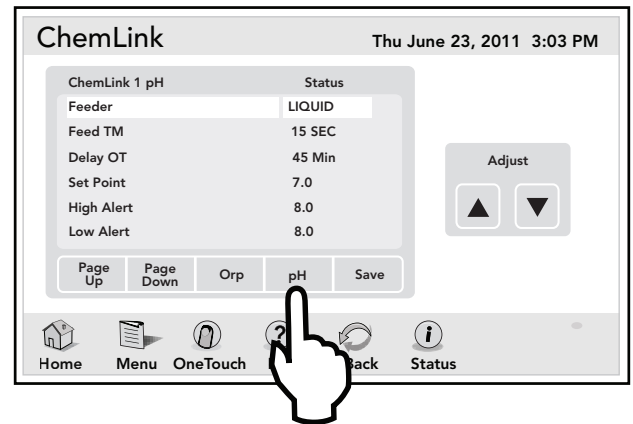 ChemLink
Thu June 23, 2011 3:03 PM
ChemLink 1 pH Status
Feeder LIQUID
Feed TM 15 SEC
Delay OT 45 Min
Set Point 7.0
High Alert 8.0
Low Alert 8.0
Adjust
Page Up Page Down Orp pH Save
?
i
Home Menu OneTouch Back Status